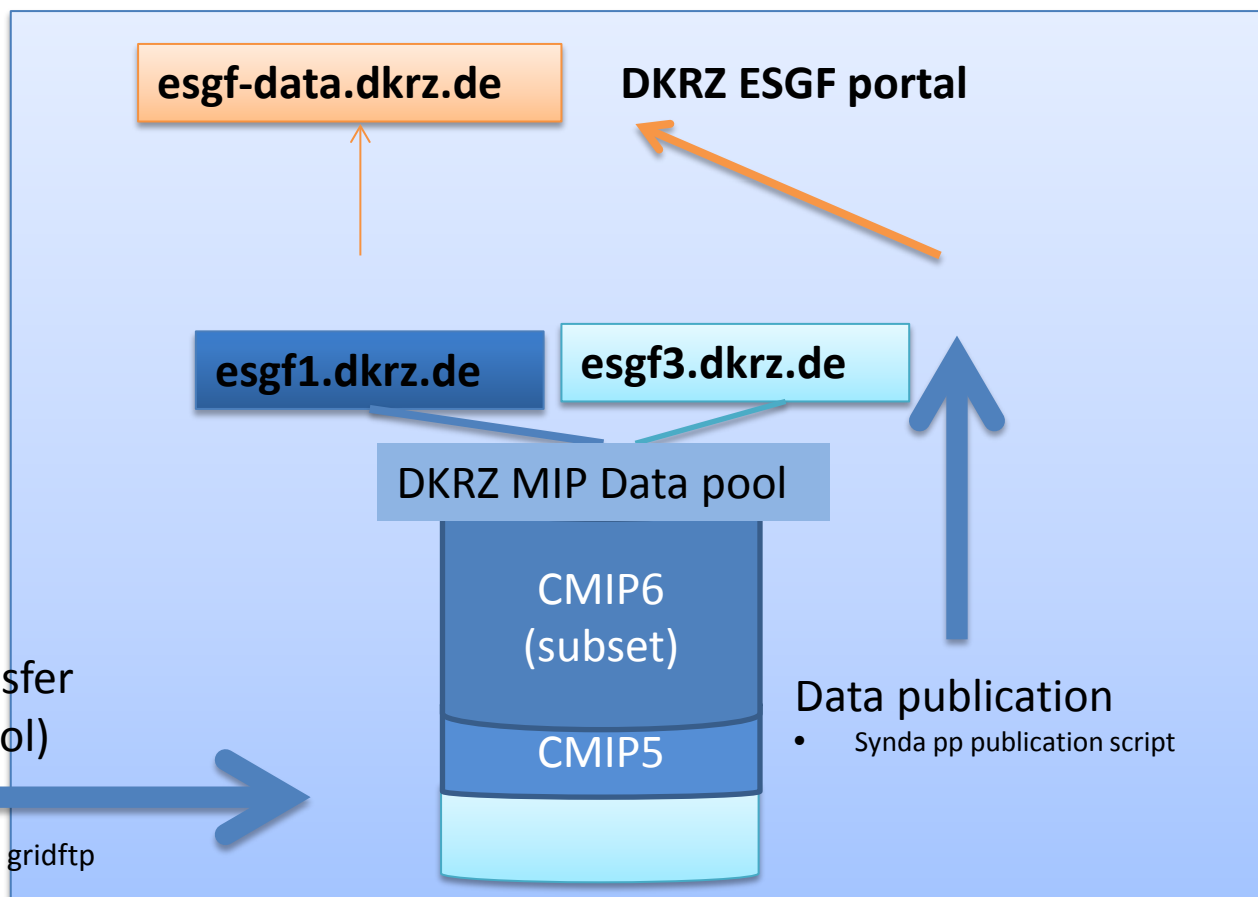 esgf-data.dkrz.de
DKRZ ESGF portal
esgf1.dkrz.de
esgf3.dkrz.de
DKRZ MIP Data pool
CMIP6
(subset)
CMIP5
sfer
ol)
gridftp
Data publication
• Synda pp publication script